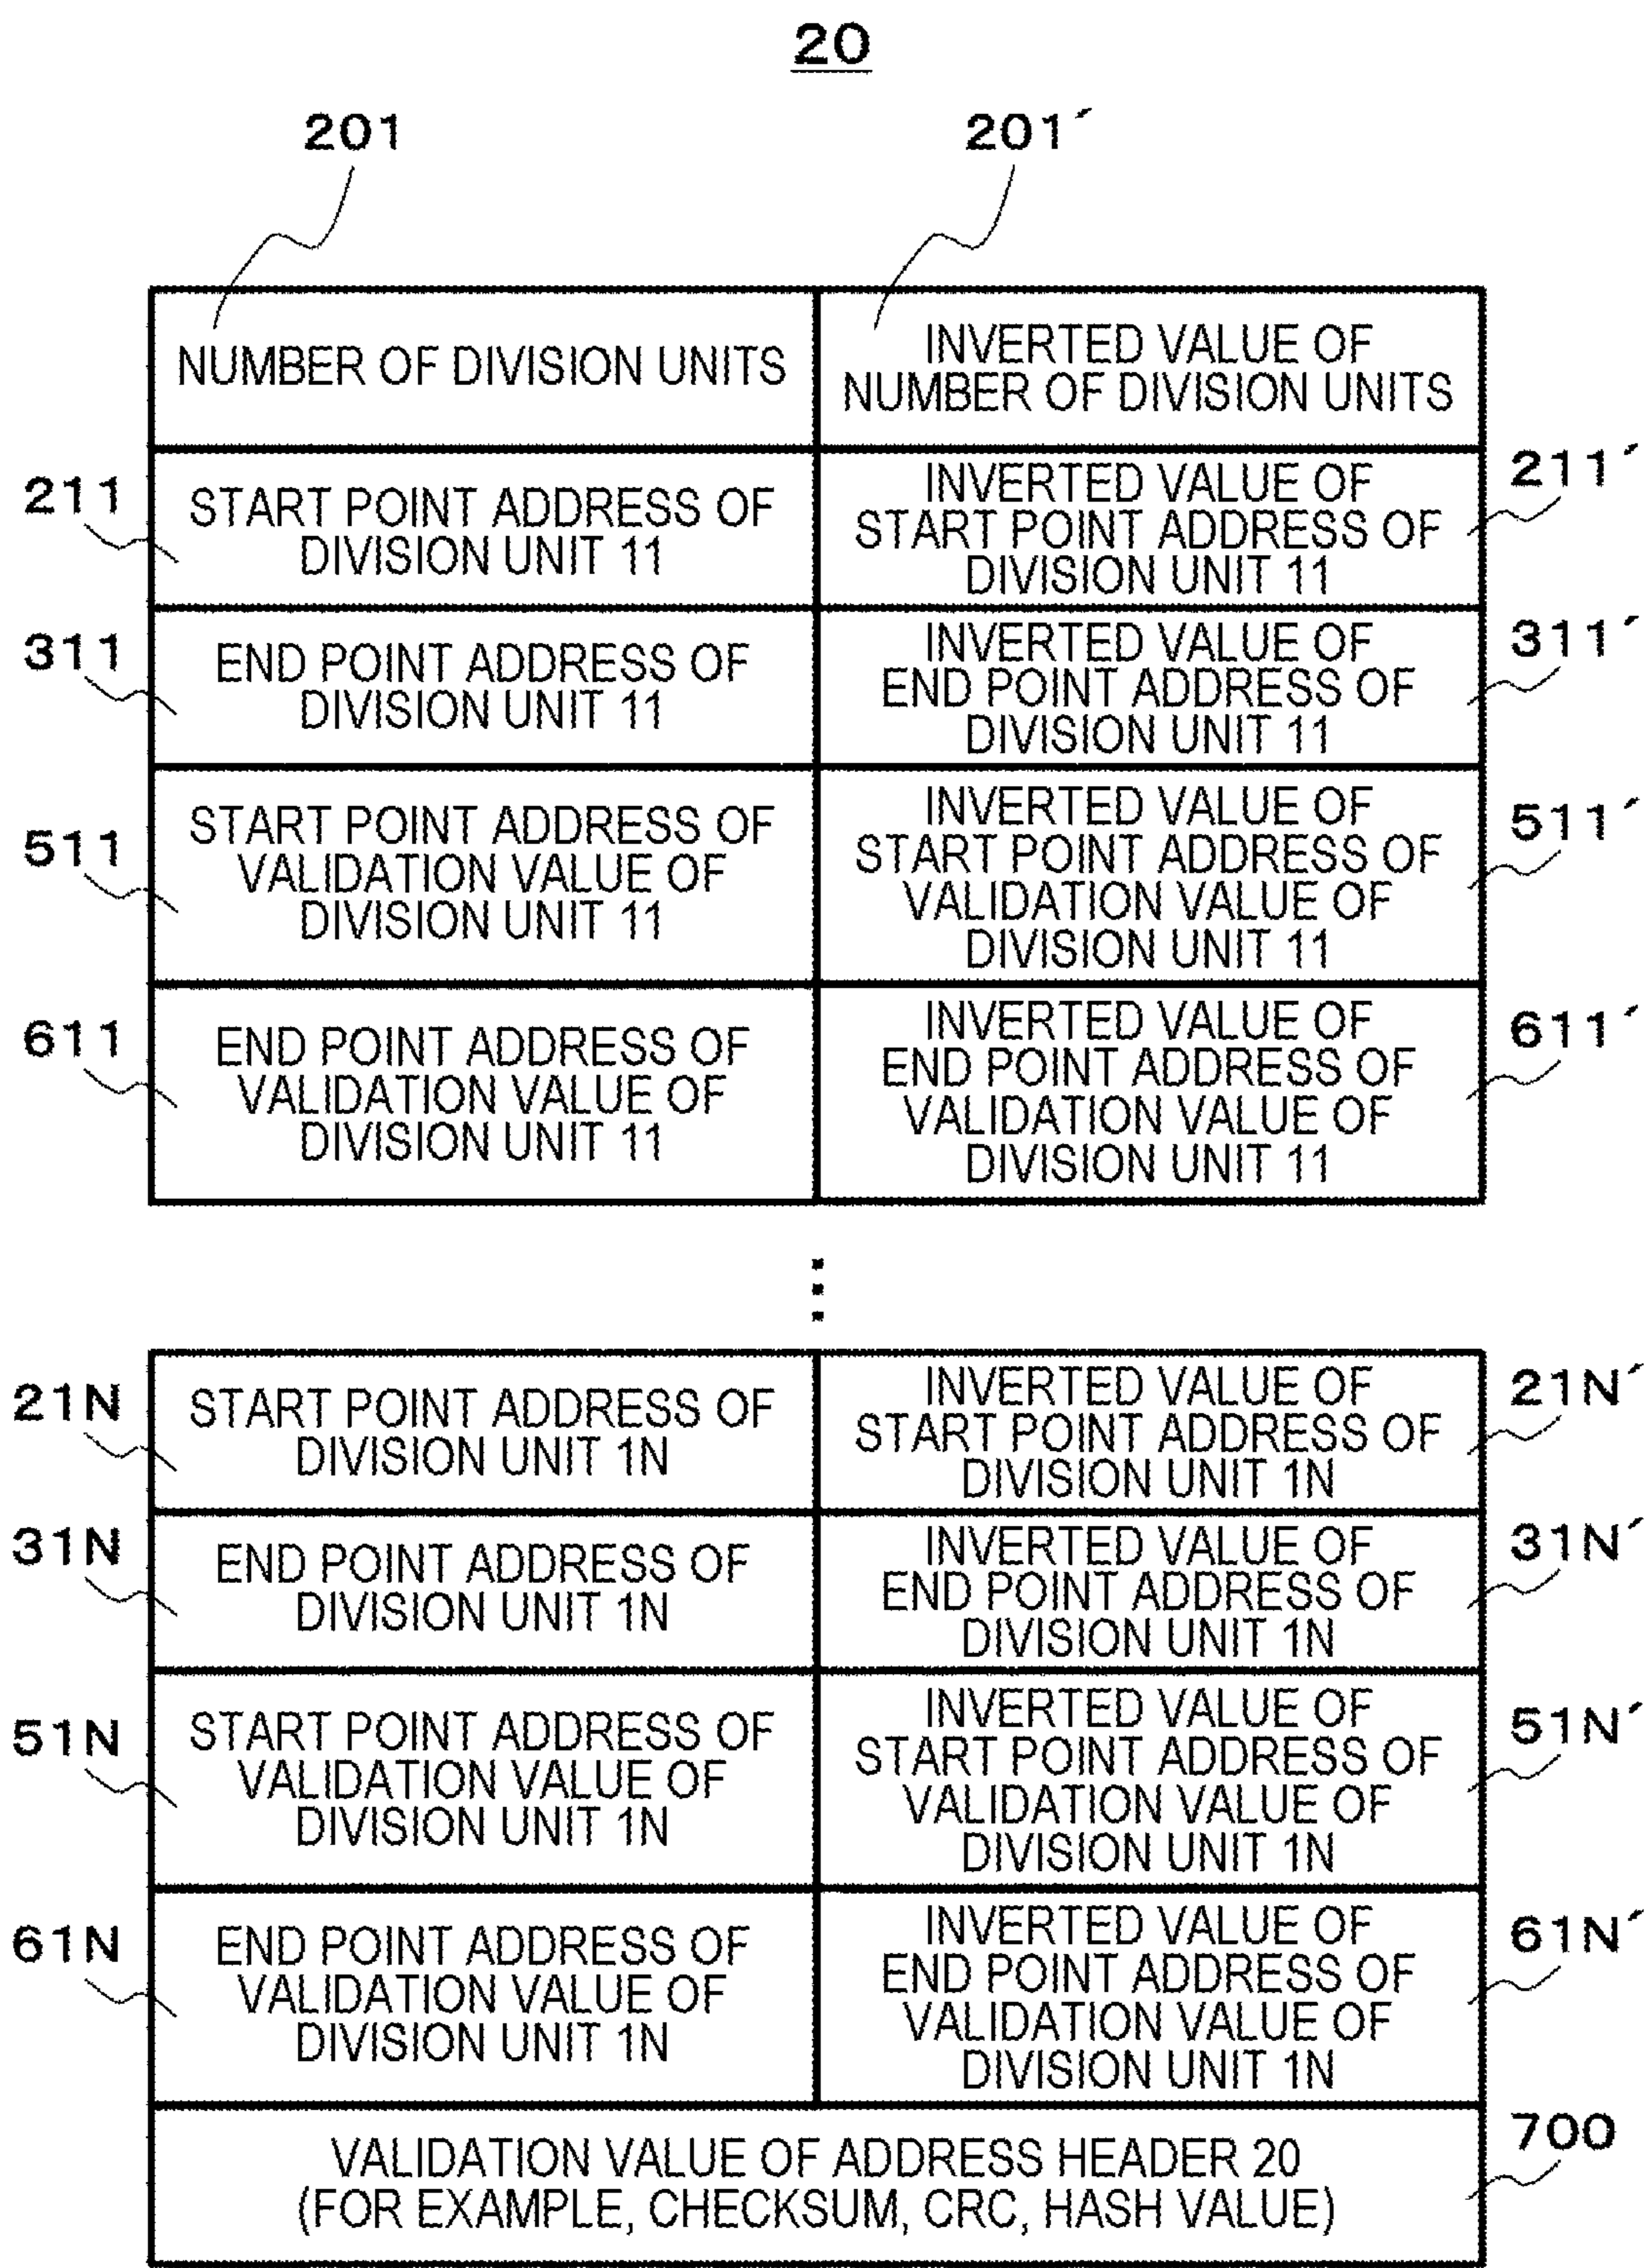 20
201
201´
NUMBER OF DIVISION UNITS
INVERTED VALUE OF
NUMBER OF DIVISION UNITS
211
START POINT ADDRESS OF
DIVISION UNIT 11
INVERTED VALUE OF
START POINT ADDRESS OF
DIVISION UNIT 11
211´
311
END POINT ADDRESS OF
DIVISION UNIT 11
INVERTED VALUE OF
END POINT ADDRESS OF
DIVISION UNIT 11
311´
511
START POINT ADDRESS OF
VALIDATION VALUE OF
DIVISION UNIT 11
INVERTED VALUE OF
START POINT ADDRESS OF
VALIDATION VALUE OF
DIVISION UNIT 11
511´
611
END POINT ADDRESS OF
VALIDATION VALUE OF
DIVISION UNIT 11
INVERTED VALUE OF
END POINT ADDRESS OF
VALIDATION VALUE OF
DIVISION UNIT 11
611´
21N
START POINT ADDRESS OF
DIVISION UNIT 1N
INVERTED VALUE OF
START POINT ADDRESS OF
DIVISION UNIT 1N
21N´
31N
END POINT ADDRESS OF
DIVISION UNIT 1N
INVERTED VALUE OF
END POINT ADDRESS OF
DIVISION UNIT 1N
31N´
51N
START POINT ADDRESS OF
VALIDATION VALUE OF
DIVISION UNIT 1N
INVERTED VALUE OF
START POINT ADDRESS OF
VALIDATION VALUE OF
DIVISION UNIT 1N
51N´
61N
END POINT ADDRESS OF
VALIDATION VALUE OF
DIVISION UNIT 1N
INVERTED VALUE OF
END POINT ADDRESS OF
VALIDATION VALUE OF
DIVISION UNIT 1N
61N´
VALIDATION VALUE OF ADDRESS HEADER 20
(FOR EXAMPLE, CHECKSUM, CRC, HASH VALUE)
700